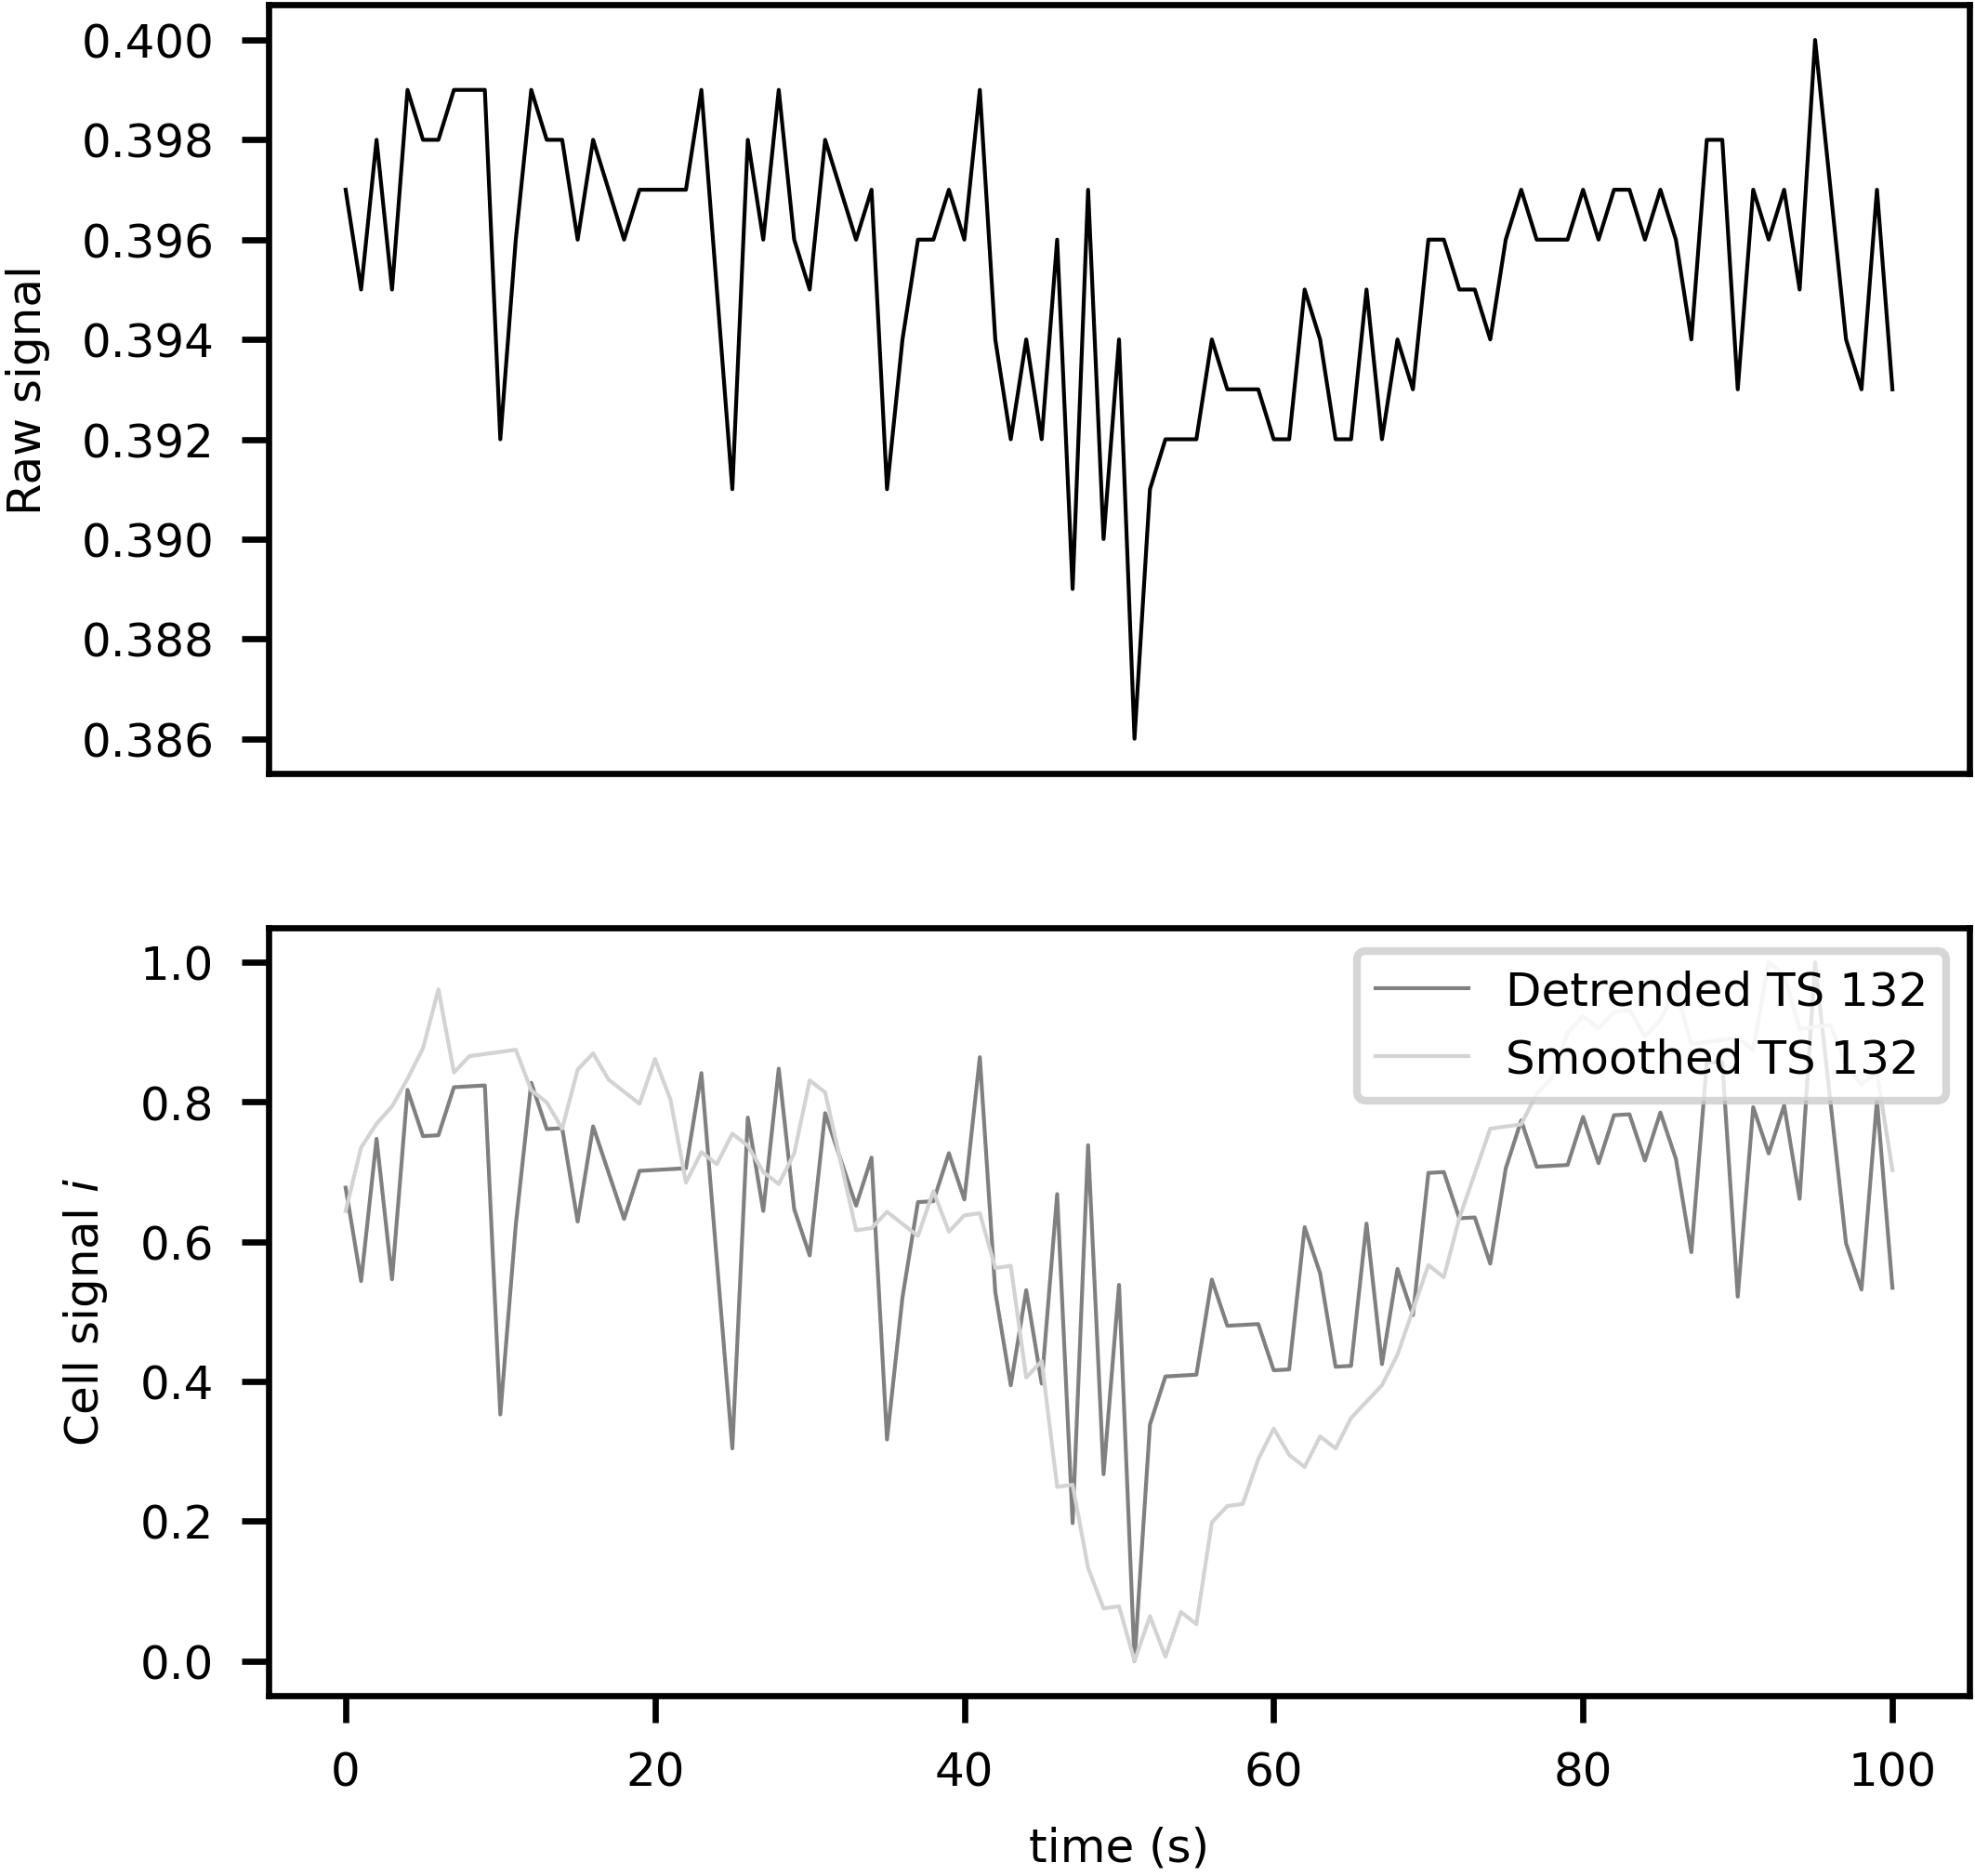 0.400
0.398
0.396
0.394
0.392
0.390
0.388
0.386
Raw signal
1.0
0.8
0.6
0.4
0.2
0.0
Cell signal i
Detrended TS 132
Smoothed TS 132
0 20 40 60 80 100
time (s)